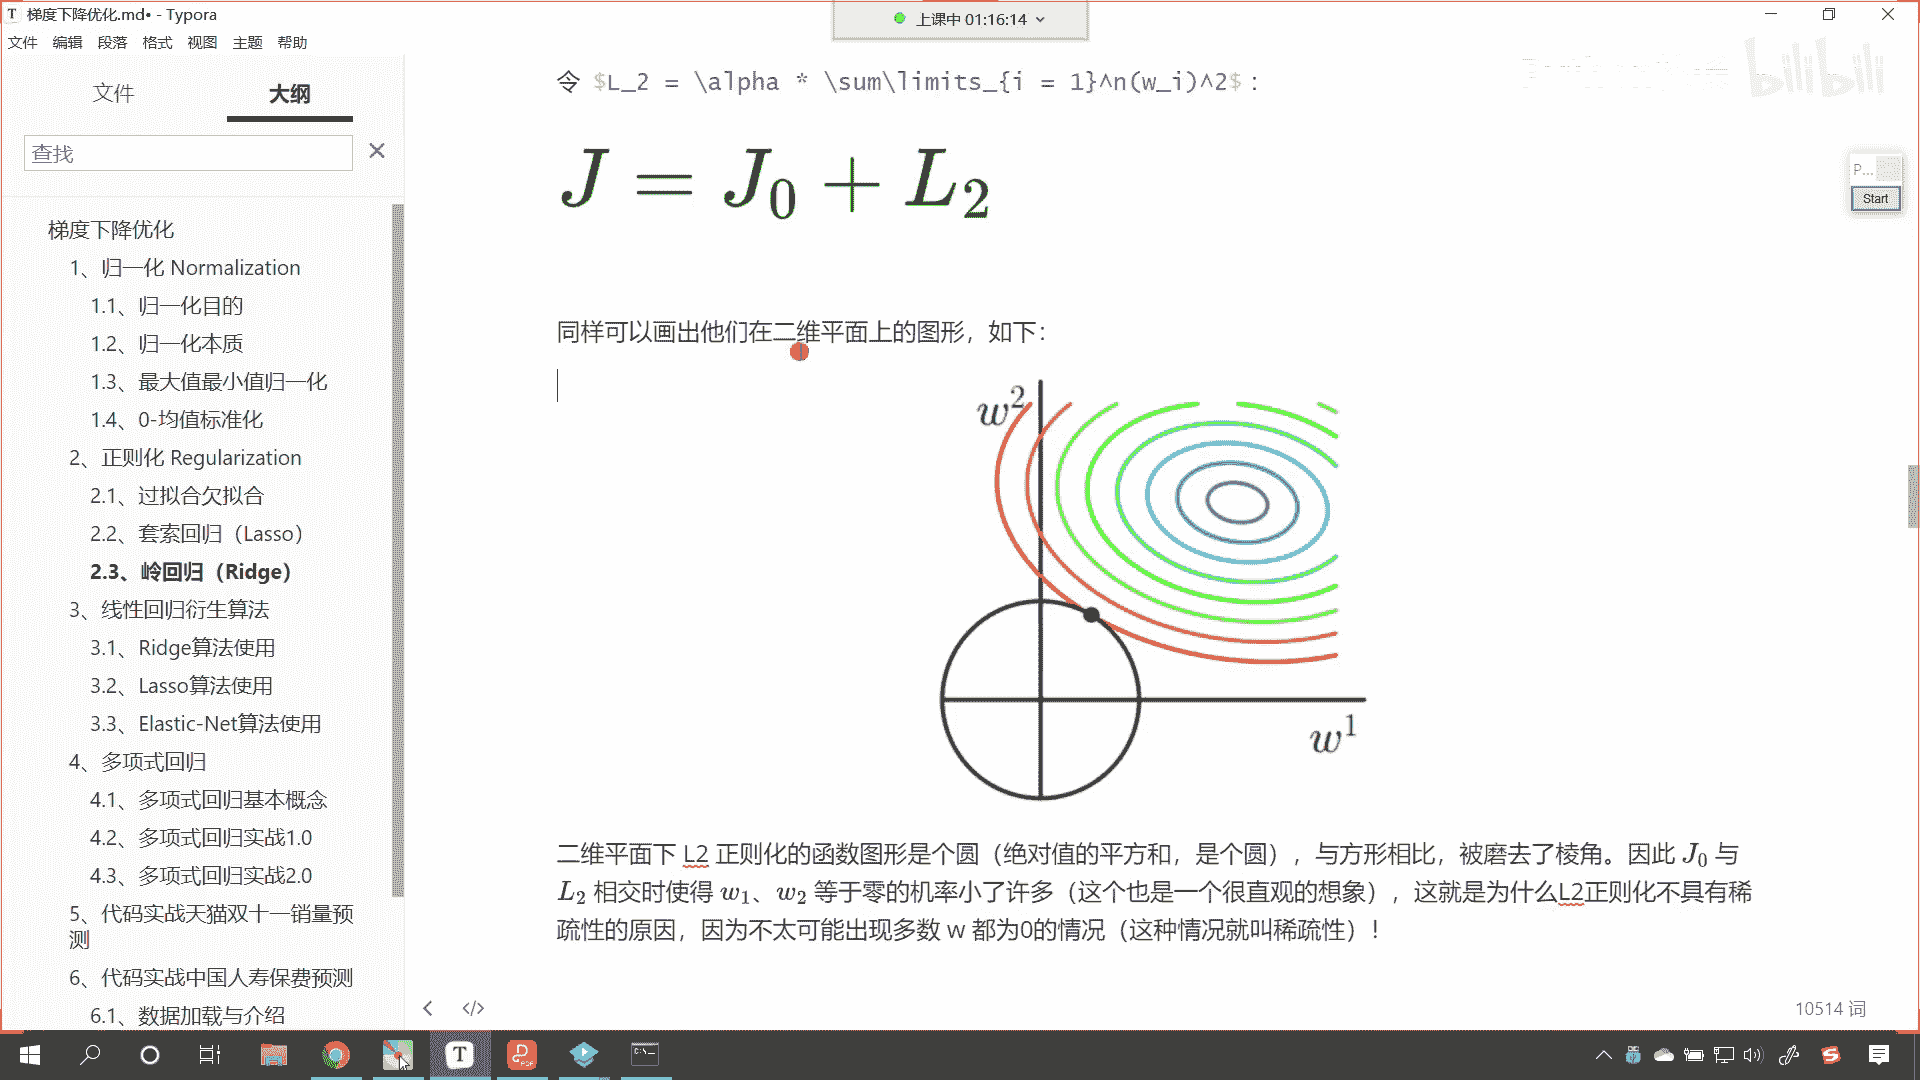 梯度下降优化.md• - Typora
上课中 01:16:14
文件 编辑 段落 格式 视图 主题 帮助
文件 大纲
查找
梯度下降优化
1、归一化 Normalization
1.1、归一化目的
1.2、归一化本质
1.3、最大值最小值归一化
1.4、0-均值标准化
2、正则化 Regularization
2.1、过拟合欠拟合
2.2、套索回归（Lasso）
2.3、岭回归（Ridge）
3、线性回归衍生算法
3.1、Ridge算法使用
3.2、Lasso算法使用
3.3、Elastic-Net算法使用
4、多项式回归
4.1、多项式回归基本概念
4.2、多项式回归实战1.0
4.3、多项式回归实战2.0
5、代码实战天猫双十一销量预
测
6、代码实战中国人寿保费预测
6.1、数据加载与介绍
令 $L_2 = \alpha * \sum\limits_{i = 1}^n(w_i)^2$：
bilibili
J = J₀ + L₂
P...
Start
同样可以画出他们在二维平面上的图形，如下：
w²
w¹
二维平面下 L2 正则化的函数图形是个圆（绝对值的平方和，是个圆），与方形相比，被磨去了棱角。因此 J₀ 与
L₂ 相交时使得 w₁、w₂ 等于零的机率小了许多（这个也是一个很直观的想象），这就是为什么L2正则化不具有稀
疏性的原因，因为不太可能出现多数 w 都为0的情况（这种情况就叫稀疏性）！
10514 词